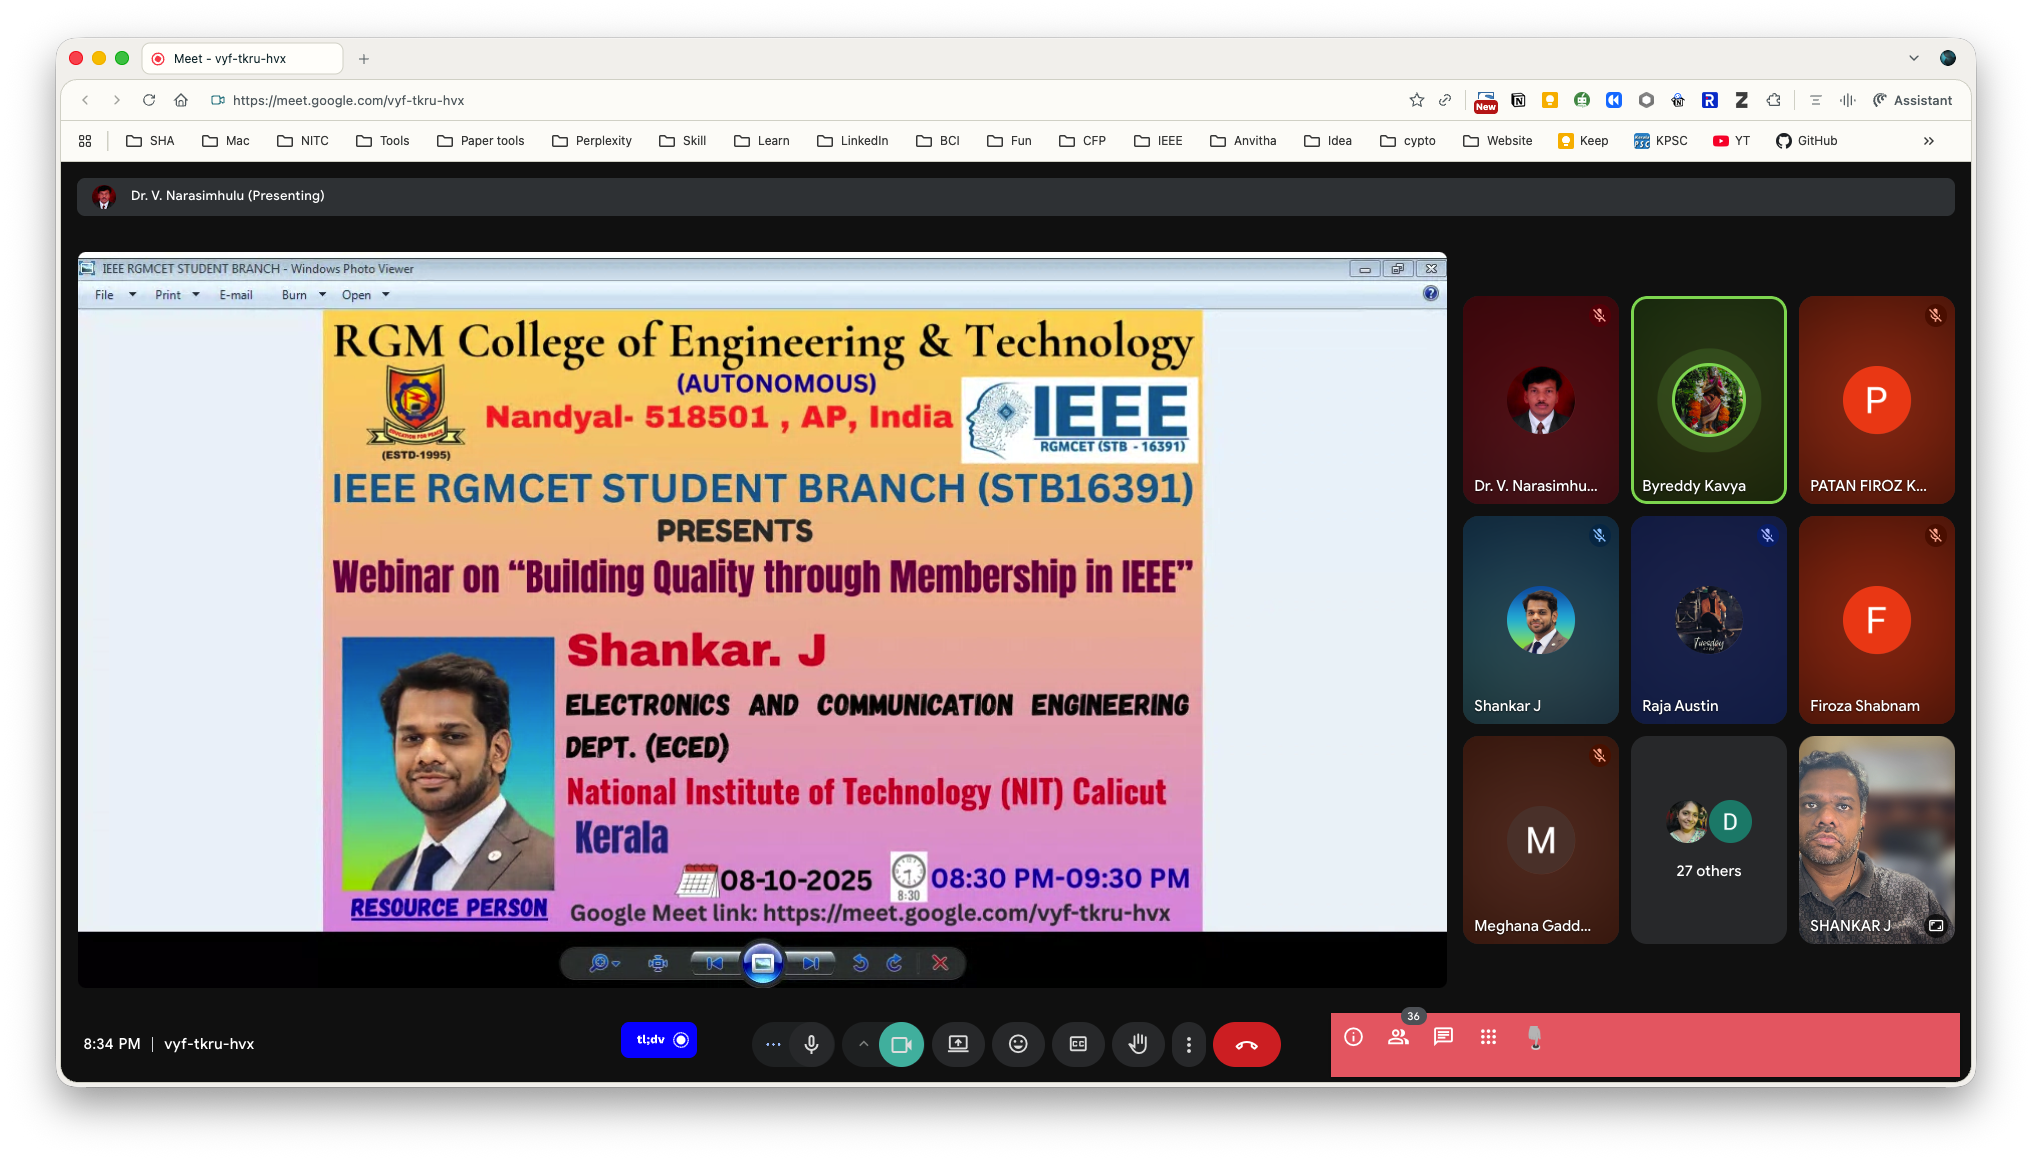 Meet - vyf-tkru-hvx
https://meet.google.com/vyf-tkru-hvx
New
Assistant
SHA
Mac
NITC
Tools
Paper tools
Perplexity
Skill
Learn
LinkedIn
BCI
Fun
CFP
IEEE
Anvitha
Idea
cypto
Website
Keep
KPSC
YT
GitHub
Dr. V. Narasimhulu (Presenting)
IEEE RGMCET STUDENT BRANCH - Windows Photo Viewer
File Print E-mail Burn Open
RGM College of Engineering & Technology
(AUTONOMOUS)
Nandyal- 518501 , AP, India
EDUCATION FOR PEACE
(ESTD-1995)
IEEE
RGMCET (STB - 16391)
IEEE RGMCET STUDENT BRANCH (STB16391)
PRESENTS
Webinar on “Building Quality through Membership in IEEE”
Shankar. J
ELECTRONICS AND COMMUNICATION ENGINEERING
DEPT. (ECED)
National Institute of Technology (NIT) Calicut
Kerala
08-10-2025
8:30
08:30 PM-09:30 PM
RESOURCE PERSON
Google Meet link: https://meet.google.com/vyf-tkru-hvx
Dr. V. Narasimhu...
Byreddy Kavya
P
PATAN FIROZ K...
Shankar J
Tuesday
Raja Austin
F
Firoza Shabnam
M
Meghana Gadd...
D
27 others
SHANKAR J
8:34 PM | vyf-tkru-hvx
tl;dv
36